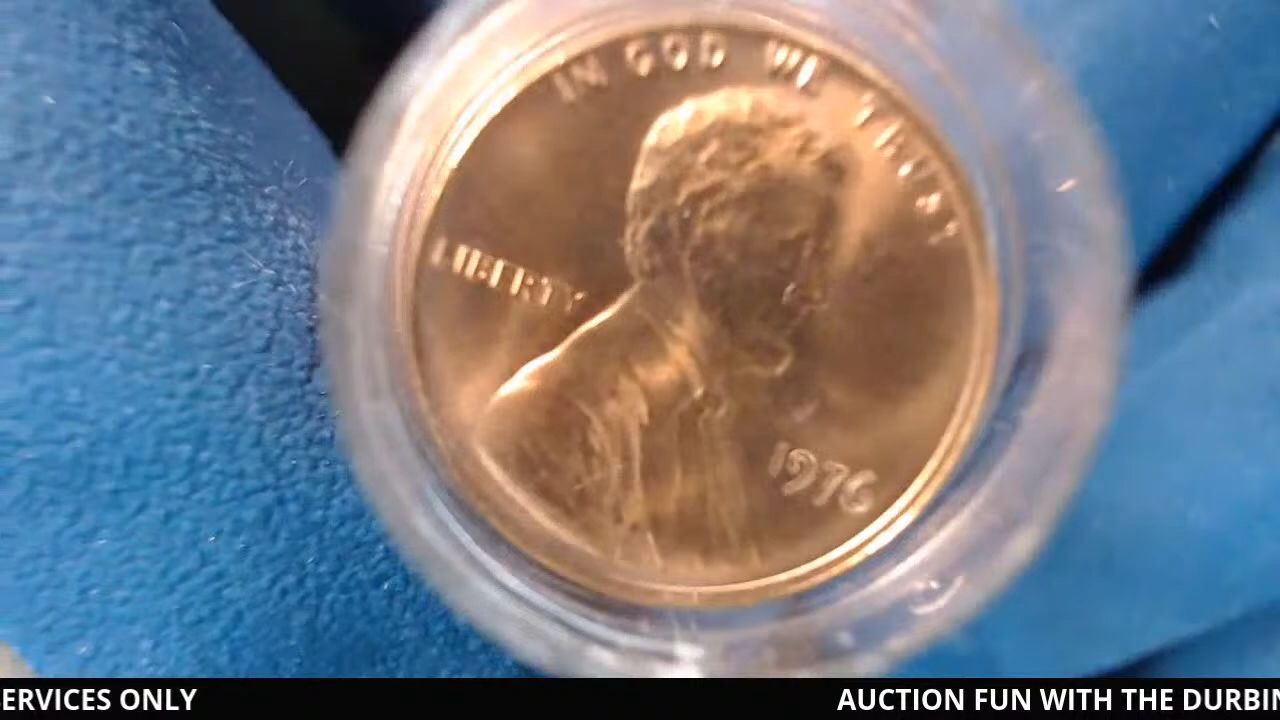 IN GOD WE TRUST
LIBERTY
1976
ERVICES ONLY
AUCTION FUN WITH THE DURBIN